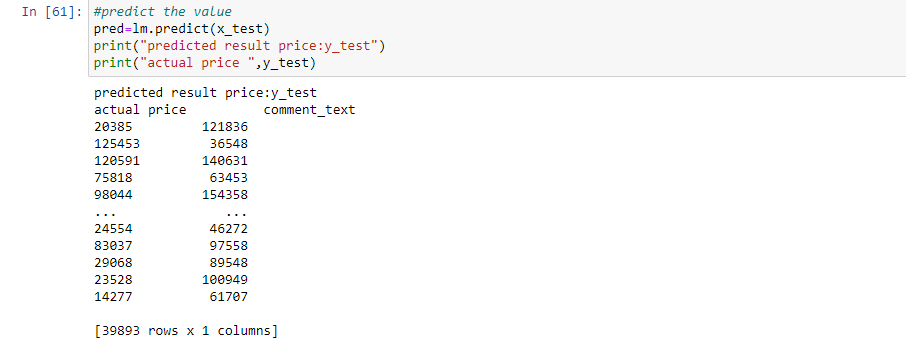 In [61]: #predict the value
pred=lm.predict(x_test)
print("predicted result price:y_test")
print("actual price ",y_test)
predicted result price:y_test
actual price          comment_text
20385         121836
125453         36548
120591        140631
75818          63453
98044         154358
...              ...
24554          46272
83037          97558
29068          89548
23528         100949
14277          61707
[39893 rows x 1 columns]